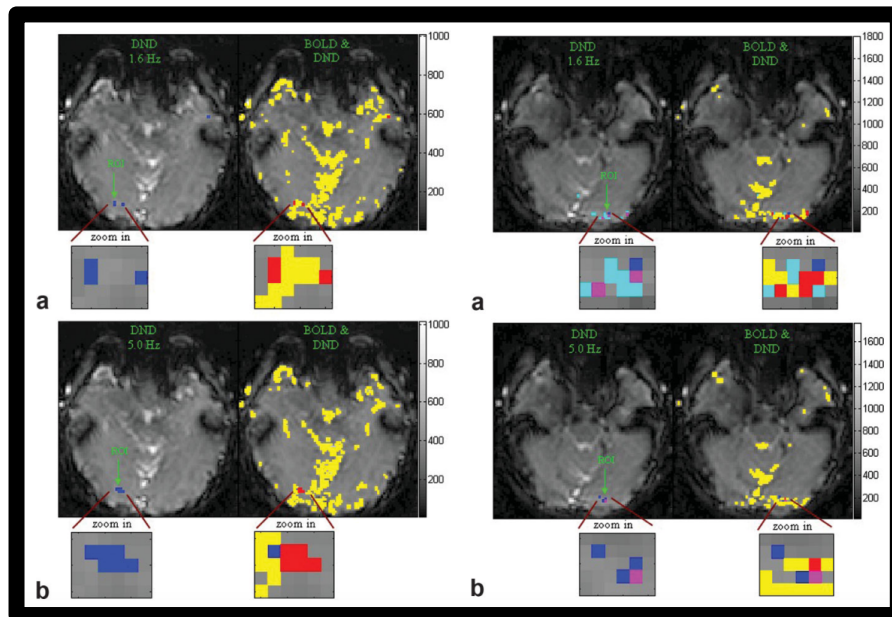 DND
1.6 Hz
BOLD &
DND
1000
800
600
400
200
ROI
zoom in
zoom in
a
DND
5.0 Hz
BOLD &
DND
1000
800
600
400
200
ROI
zoom in
zoom in
b
DND
1.6 Hz
BOLD &
DND
1800
1600
1400
1200
1000
800
600
400
200
ROI
zoom in
zoom in
a
DND
5.0 Hz
BOLD &
DND
1600
1400
1200
1000
800
600
400
200
ROI
zoom in
zoom in
b